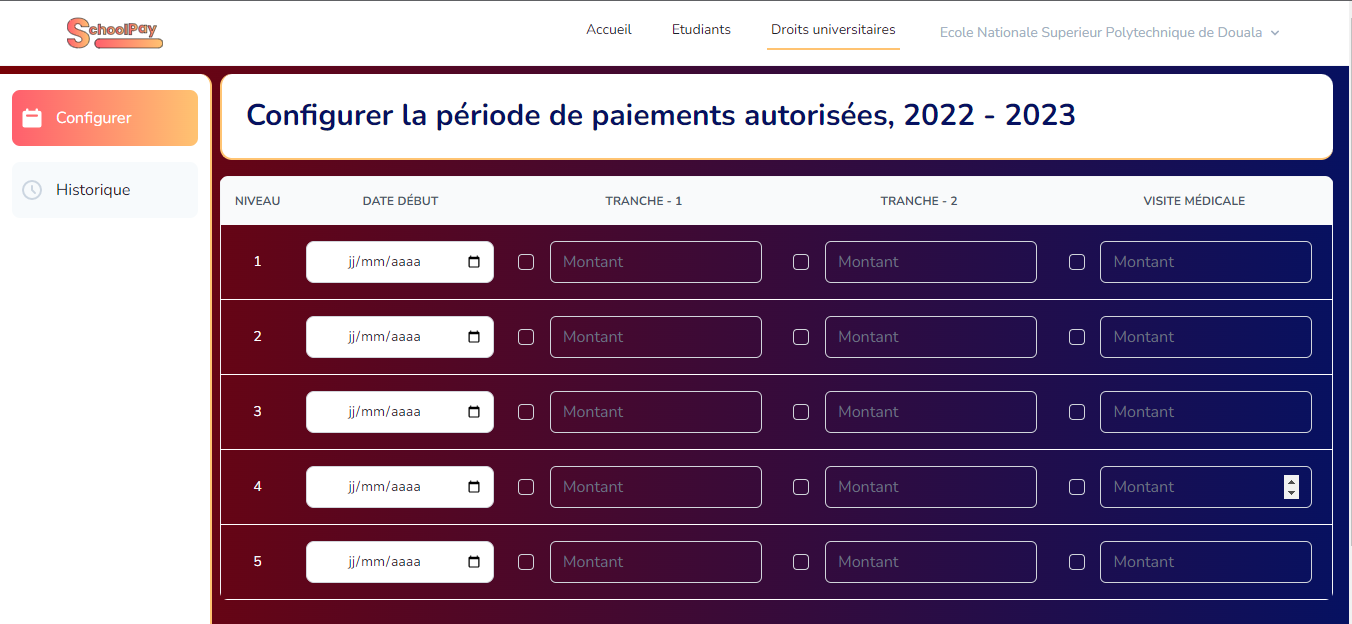 SchoolPay
Accueil Etudiants Droits universitaires Ecole Nationale Superieur Polytechnique de Douala
Configurer
Historique
Configurer la période de paiements autorisées, 2022 - 2023
NIVEAU DATE DÉBUT TRANCHE - 1 TRANCHE - 2 VISITE MÉDICALE
1 jj/mm/aaaa Montant Montant Montant
2 jj/mm/aaaa Montant Montant Montant
3 jj/mm/aaaa Montant Montant Montant
4 jj/mm/aaaa Montant Montant Montant
5 jj/mm/aaaa Montant Montant Montant